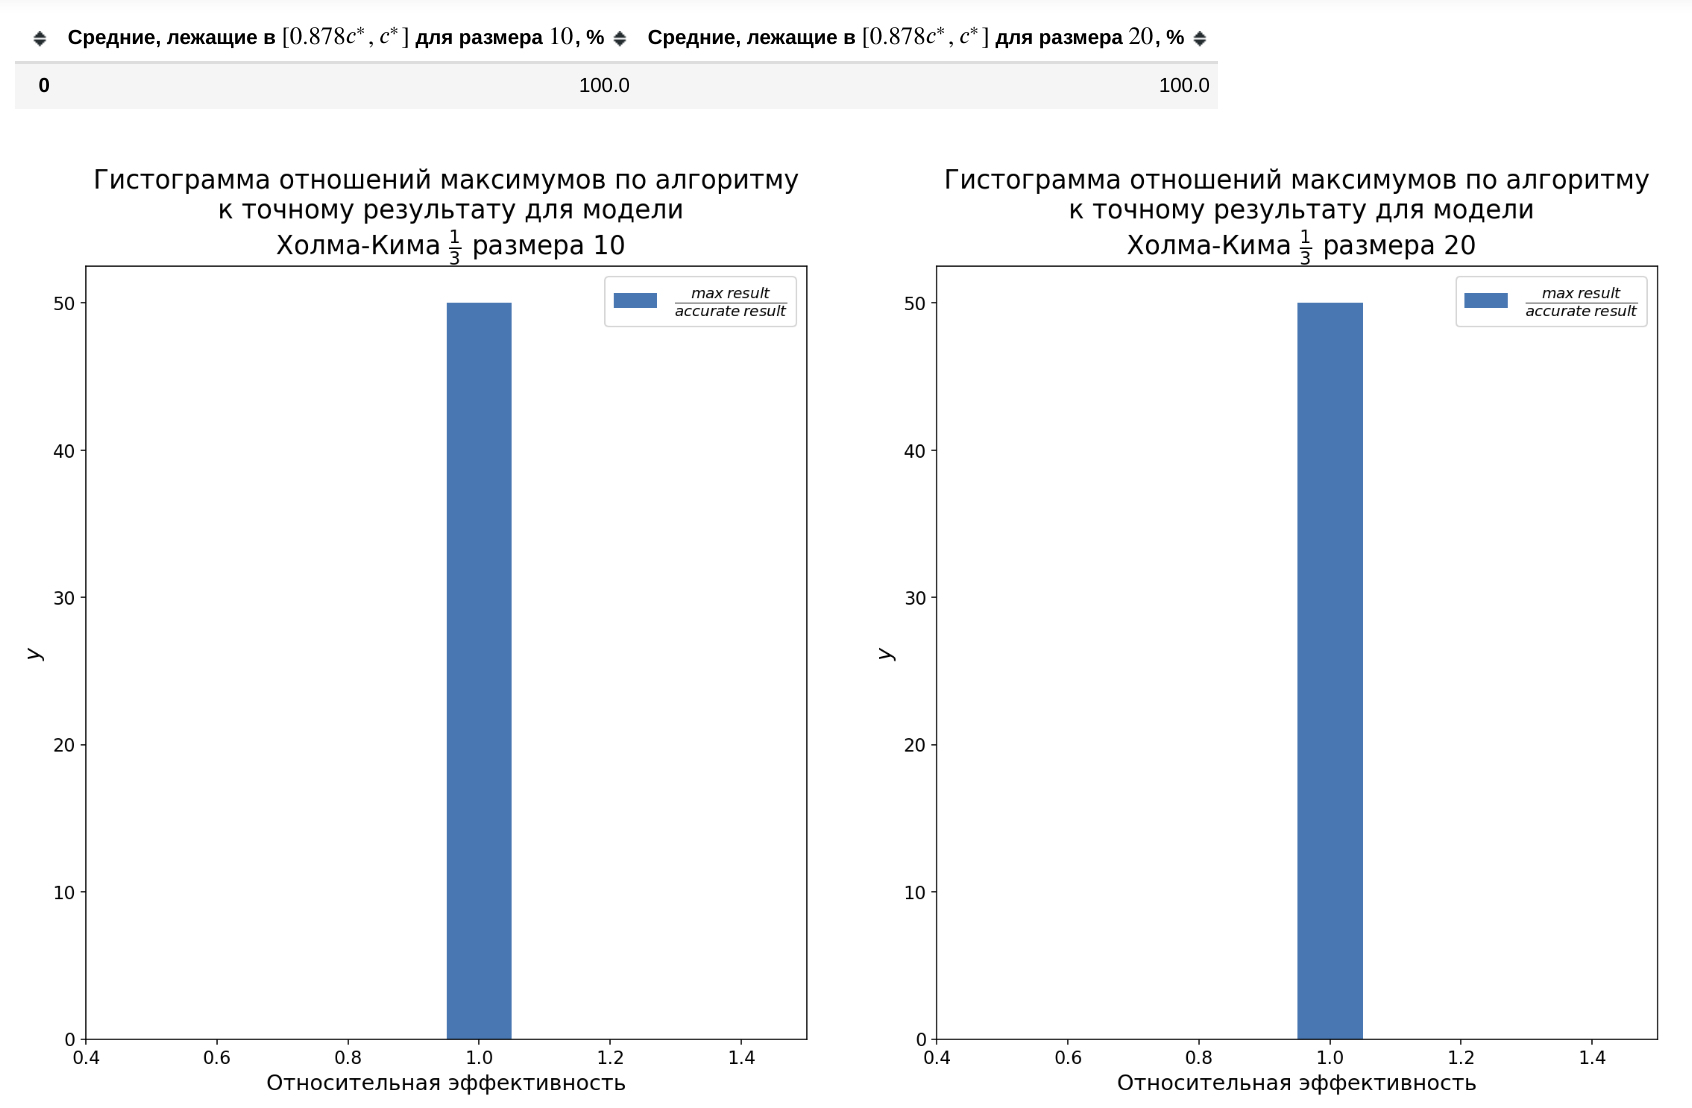 Средние, лежащие в [0.878c*, c*] для размера 10, % Средние, лежащие в [0.878c*, c*] для размера 20, %
0 100.0 100.0
Гистограмма отношений максимумов по алгоритму
к точному результату для модели
Холма-Кима 1/3 размера 10
max result
accurate result
50
40
30
20
10
0
y
0.4 0.6 0.8 1.0 1.2 1.4
Относительная эффективность
Гистограмма отношений максимумов по алгоритму
к точному результату для модели
Холма-Кима 1/3 размера 20
max result
accurate result
50
40
30
20
10
0
y
0.4 0.6 0.8 1.0 1.2 1.4
Относительная эффективность